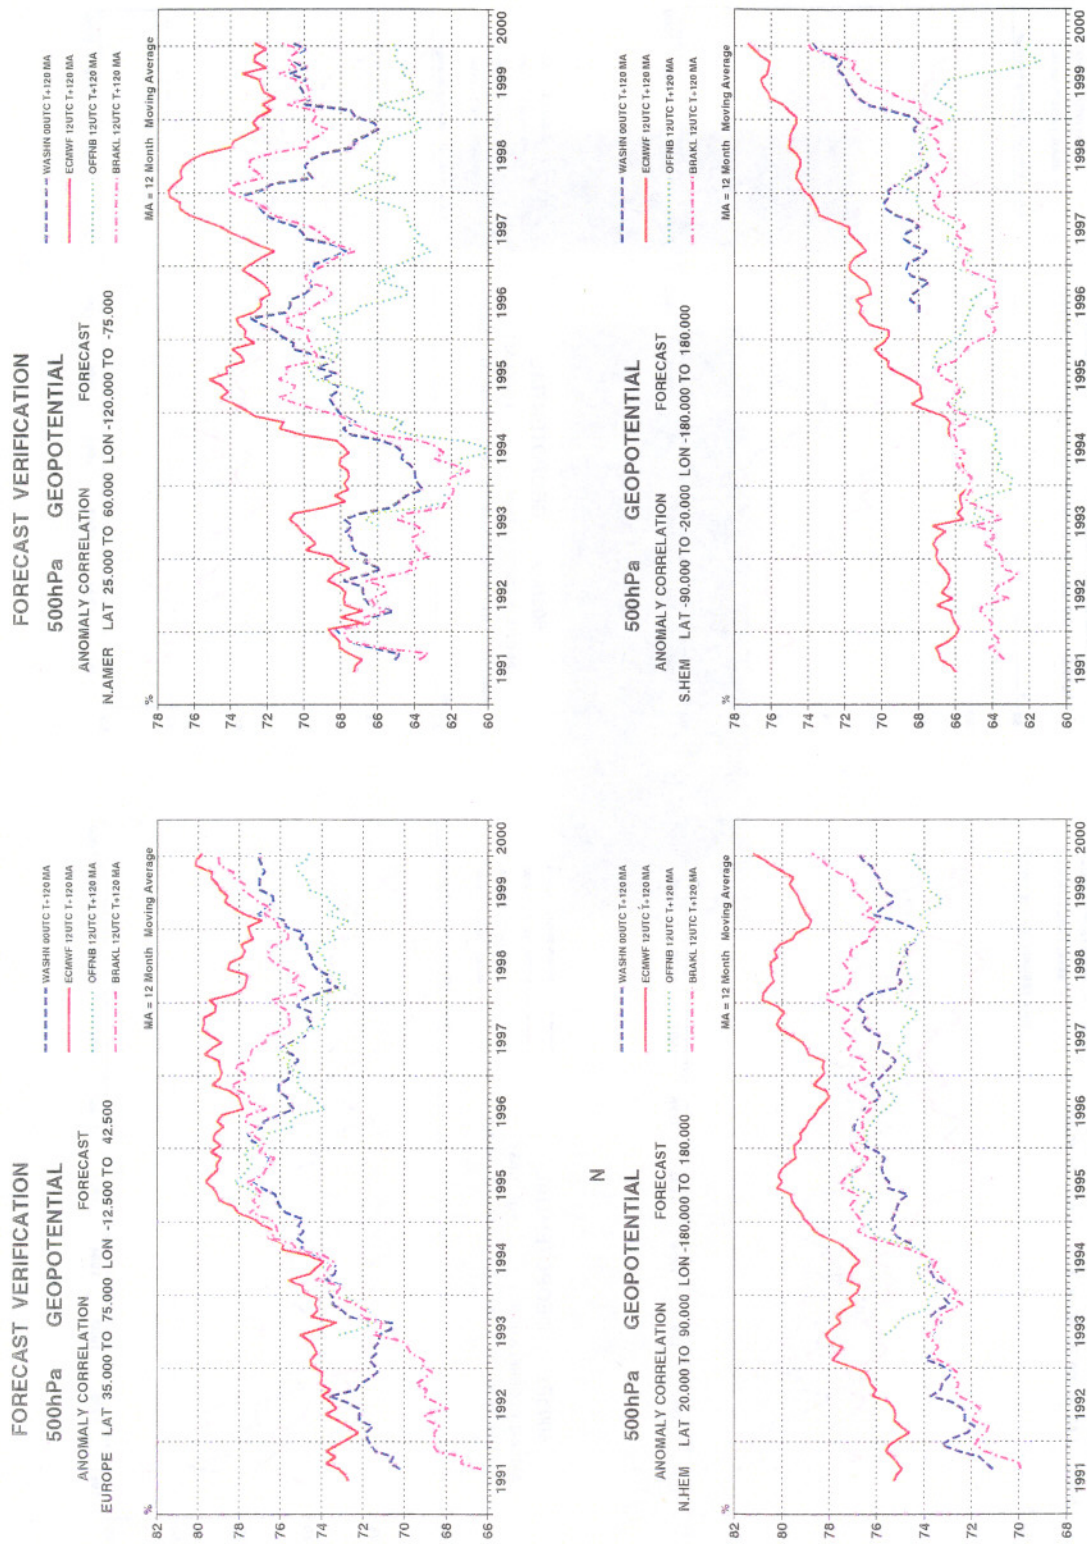 FORECAST VERIFICATION
500hPa GEOPOTENTIAL
ANOMALY CORRELATION FORECAST
EUROPE LAT 35.000 TO 75.000 LON -12.500 TO 42.500
WASHN 00UTC T+120 MA
ECMWF 12UTC T+120 MA
OFFNB 12UTC T+120 MA
BRAKL 12UTC T+120 MA
%
MA = 12 Month Moving Average
82
80
78
76
74
72
70
68
66
1991 1992 1993 1994 1995 1996 1997 1998 1999 2000
FORECAST VERIFICATION
500hPa GEOPOTENTIAL
ANOMALY CORRELATION FORECAST
N.AMER LAT 25.000 TO 60.000 LON -120.000 TO -75.000
WASHN 00UTC T+120 MA
ECMWF 12UTC T+120 MA
OFFNB 12UTC T+120 MA
BRAKL 12UTC T+120 MA
%
MA = 12 Month Moving Average
78
76
74
72
70
68
66
64
62
60
1991 1992 1993 1994 1995 1996 1997 1998 1999 2000
N
500hPa GEOPOTENTIAL
ANOMALY CORRELATION FORECAST
N.HEM LAT 20.000 TO 90.000 LON -180.000 TO 180.000
WASHN 00UTC T+120 MA
ECMWF 12UTC T+120 MA
OFFNB 12UTC T+120 MA
BRAKL 12UTC T+120 MA
%
MA = 12 Month Moving Average
82
80
78
76
74
72
70
68
1991 1992 1993 1994 1995 1996 1997 1998 1999 2000
500hPa GEOPOTENTIAL
ANOMALY CORRELATION FORECAST
S.HEM LAT -90.000 TO -20.000 LON -180.000 TO 180.000
WASHN 00UTC T+120 MA
ECMWF 12UTC T+120 MA
OFFNB 12UTC T+120 MA
BRAKL 12UTC T+120 MA
%
MA = 12 Month Moving Average
78
76
74
72
70
68
66
64
62
60
1991 1992 1993 1994 1995 1996 1997 1998 1999 2000